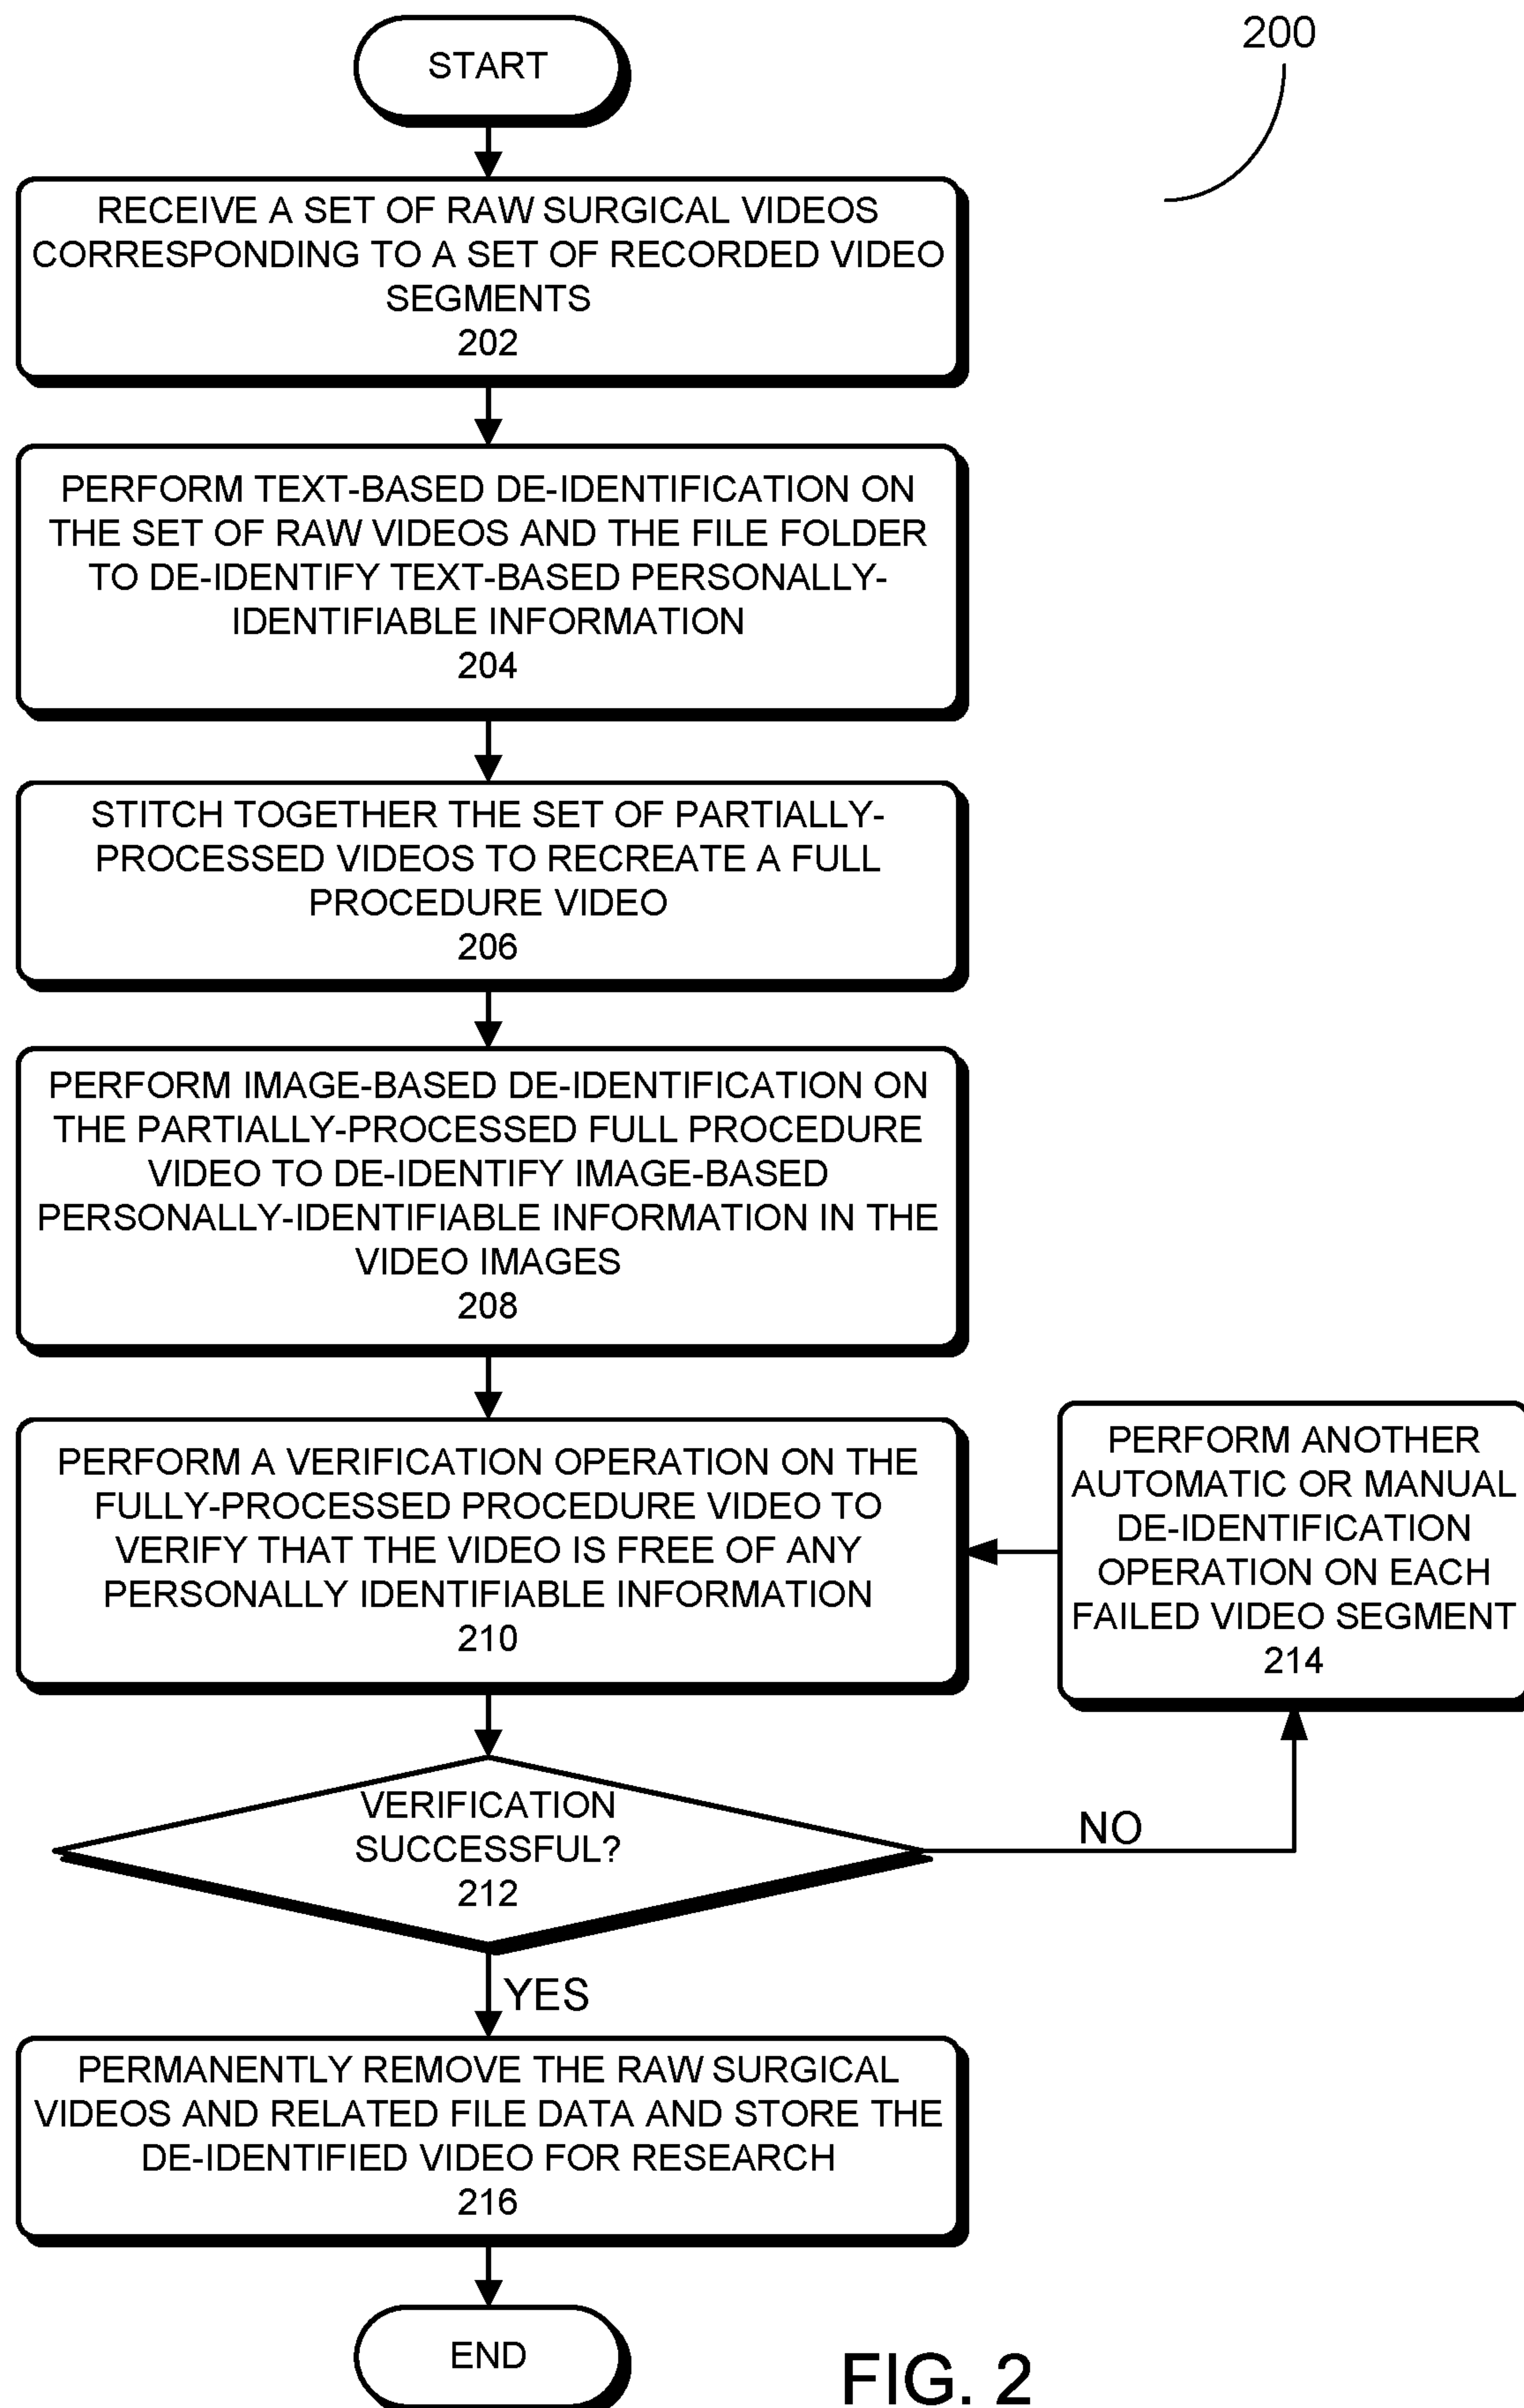 200
START
RECEIVE A SET OF RAW SURGICAL VIDEOS
CORRESPONDING TO A SET OF RECORDED VIDEO
SEGMENTS
202
PERFORM TEXT-BASED DE-IDENTIFICATION ON
THE SET OF RAW VIDEOS AND THE FILE FOLDER
TO DE-IDENTIFY TEXT-BASED PERSONALLY-
IDENTIFIABLE INFORMATION
204
STITCH TOGETHER THE SET OF PARTIALLY-
PROCESSED VIDEOS TO RECREATE A FULL
PROCEDURE VIDEO
206
PERFORM IMAGE-BASED DE-IDENTIFICATION ON
THE PARTIALLY-PROCESSED FULL PROCEDURE
VIDEO TO DE-IDENTIFY IMAGE-BASED
PERSONALLY-IDENTIFIABLE INFORMATION IN THE
VIDEO IMAGES
208
PERFORM A VERIFICATION OPERATION ON THE
FULLY-PROCESSED PROCEDURE VIDEO TO
VERIFY THAT THE VIDEO IS FREE OF ANY
PERSONALLY IDENTIFIABLE INFORMATION
210
PERFORM ANOTHER
AUTOMATIC OR MANUAL
DE-IDENTIFICATION
OPERATION ON EACH
FAILED VIDEO SEGMENT
214
VERIFICATION
SUCCESSFUL?
212
NO
YES
PERMANENTLY REMOVE THE RAW SURGICAL
VIDEOS AND RELATED FILE DATA AND STORE THE
DE-IDENTIFIED VIDEO FOR RESEARCH
216
END
FIG. 2